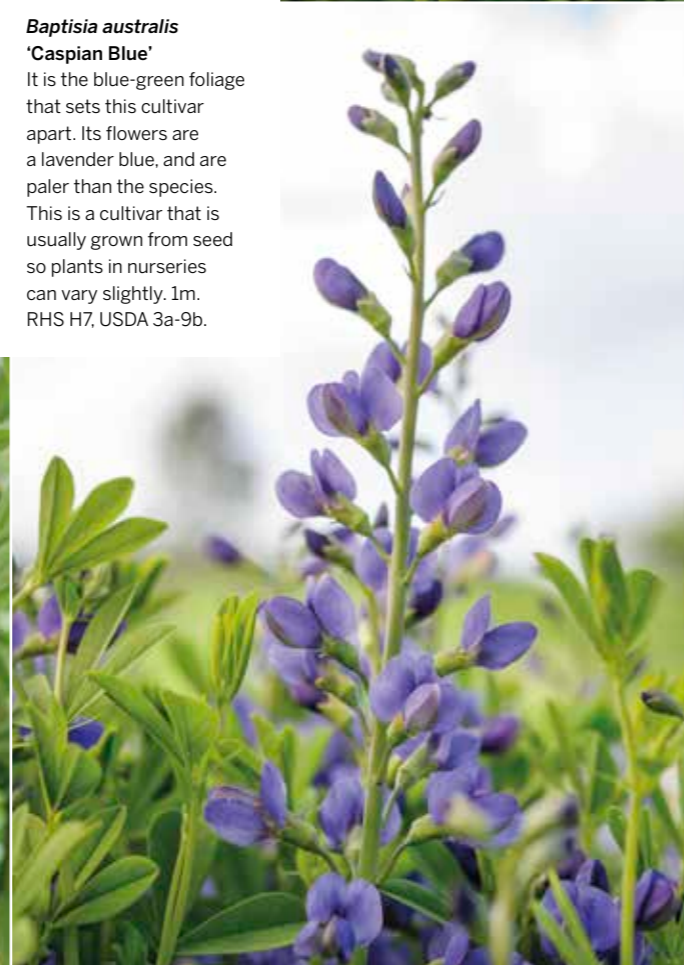 Baptisia australis
‘Caspian Blue’
It is the blue-green foliage
that sets this cultivar
apart. Its flowers are
a lavender blue, and are
paler than the species.
This is a cultivar that is
usually grown from seed
so plants in nurseries
can vary slightly. 1m.
RHS H7, USDA 3a-9b.